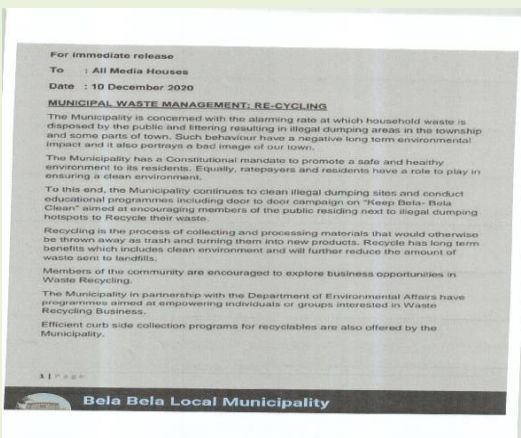 For immediate release
To : All Media Houses
Date : 10 December 2020
MUNICIPAL WASTE MANAGEMENT: RE-CYCLING
The Municipality is concerned with the alarming rate at which household waste is
disposed by the public and littering resulting in illegal dumping areas in the township
and some parts of town. Such behaviour have a negative long term environmental
impact and it also portrays a bad image of our town.
The Municipality has a Constitutional mandate to promote a safe and healthy
environment to its residents. Equally, ratepayers and residents have a role to play in
ensuring a clean environment.
To this end, the Municipality continues to clean illegal dumping sites and conduct
educational programmes including door to door campaign on "Keep Bela- Bela
Clean" aimed at encouraging members of the public residing next to illegal dumping
hotspots to Recycle their waste.
Recycling is the process of collecting and processing materials that would otherwise
be thrown away as trash and turning them into new products. Recycle has long term
benefits which includes clean environment and will further reduce the amount of
waste sent to landfills.
Members of the community are encouraged to explore business opportunities in
Waste Recycling.
The Municipality in partnership with the Department of Environmental Affairs have
programmes aimed at empowering individuals or groups interested in Waste
Recycling Business.
Efficient curb side collection programs for recyclables are also offered by the
Municipality.
1 | Page
Bela Bela Local Municipality